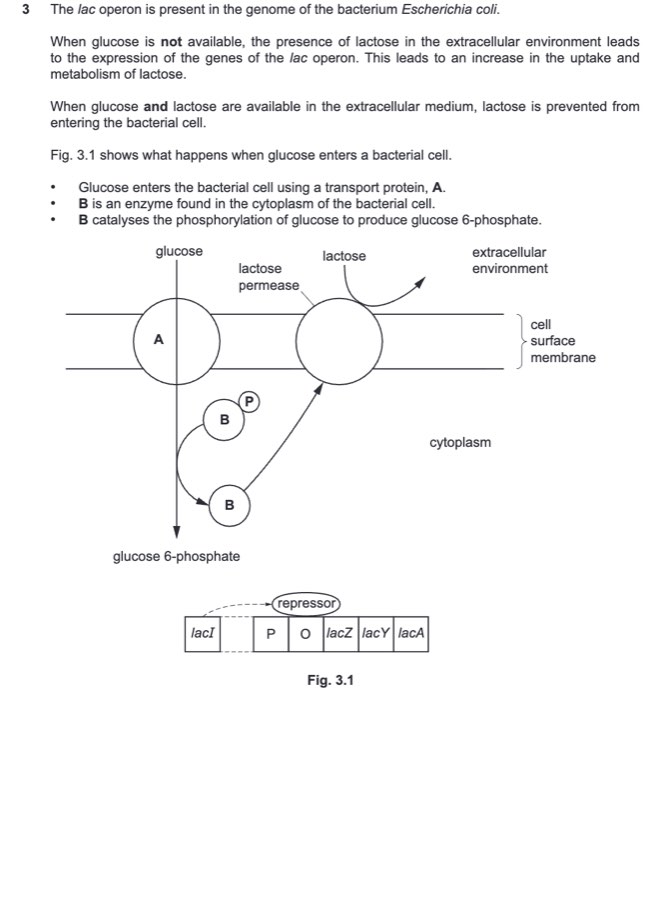 3 The lac operon is present in the genome of the bacterium Escherichia coli.
When glucose is not available, the presence of lactose in the extracellular environment leads
to the expression of the genes of the lac operon. This leads to an increase in the uptake and
metabolism of lactose.
When glucose and lactose are available in the extracellular medium, lactose is prevented from
entering the bacterial cell.
Fig. 3.1 shows what happens when glucose enters a bacterial cell.
• Glucose enters the bacterial cell using a transport protein, A.
• B is an enzyme found in the cytoplasm of the bacterial cell.
• B catalyses the phosphorylation of glucose to produce glucose 6-phosphate.
glucose
lactose
permease
lactose
extracellular
environment
A
cell
surface
membrane
P
B
cytoplasm
B
glucose 6-phosphate
repressor
lacI P O lacZ lacY lacA
Fig. 3.1